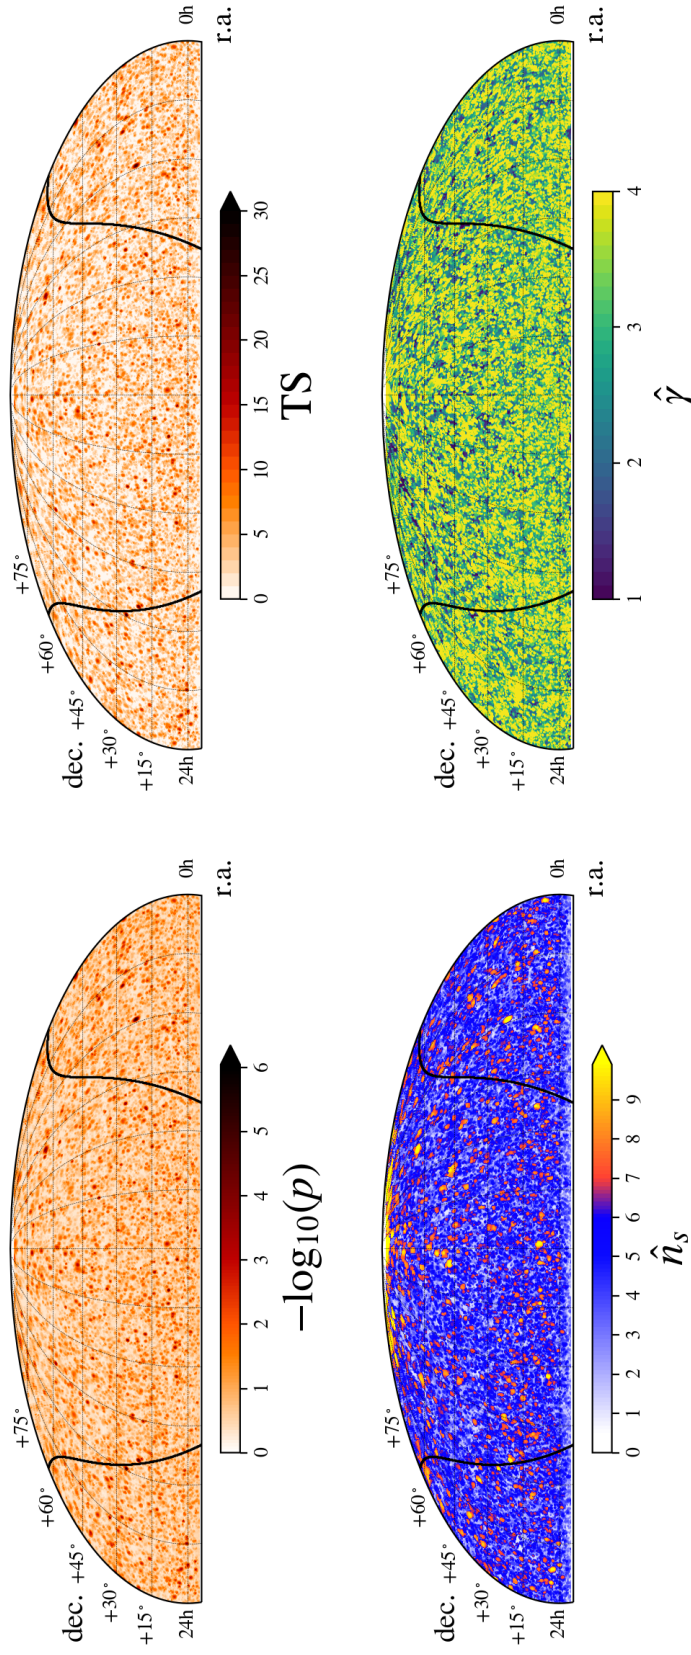 +75°
+60°
dec. +45°
+30°
+15°
24h
0h
r.a.
0 1 2 3 4 5 6
−log10(p)
+75°
+60°
dec. +45°
+30°
+15°
24h
0h
r.a.
0 5 10 15 20 25 30
TS
+75°
+60°
dec. +45°
+30°
+15°
24h
0h
r.a.
0 1 2 3 4 5 6 7 8 9
n̂s
+75°
+60°
dec. +45°
+30°
+15°
24h
0h
r.a.
1 2 3 4
γ̂